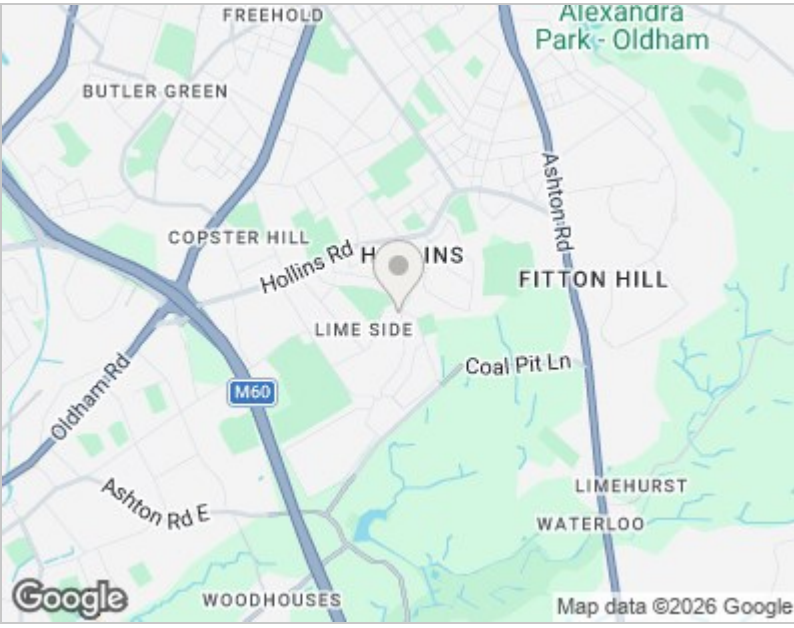 FREEHOLD
Alexandra
Park - Oldham
BUTLER GREEN
Ashton Rd
COPSTER HILL
Hollins Rd
FITTON HILL
LIME SIDE
Coal Pit Ln
M60
Oldham Rd
Ashton Rd E
LIMEHURST
WATERLOO
WOODHOUSES
Google
Map data ©2026 Google